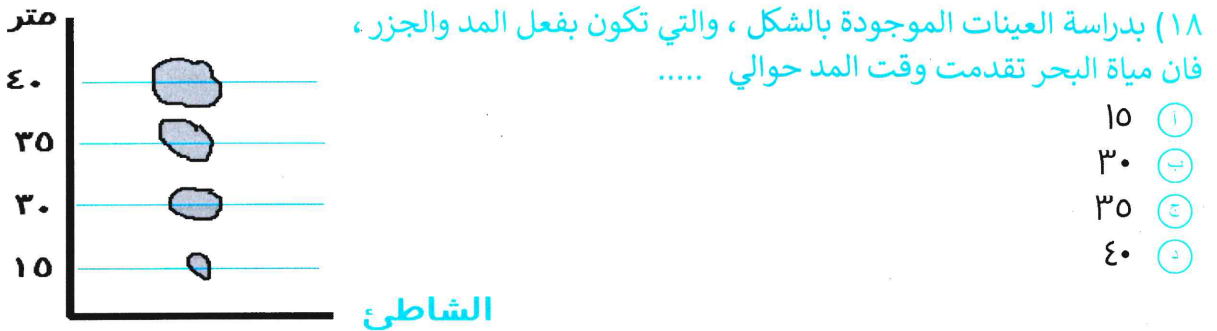 ١٨) بدراسة العينات الموجودة بالشكل ، والتي تكون بفعل المد والجزر ،
فان مياة البحر تقدمت وقت المد حوالي .....
أ ١٥
ب ٣٠
ج ٣٥
د ٤٠
متر
٤٠
٣٥
٣٠
١٥
الشاطئ